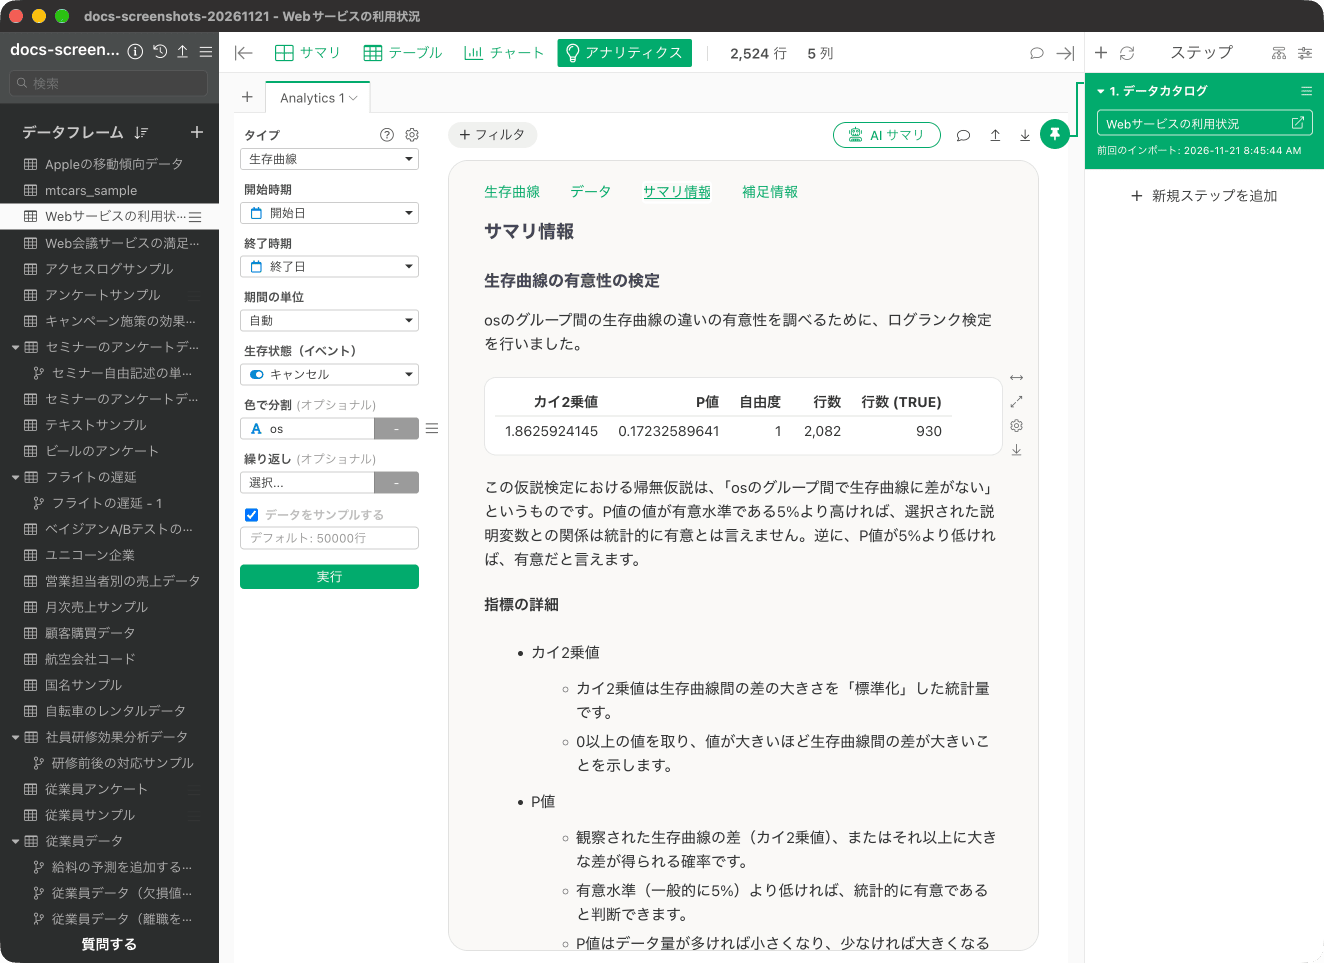 docs-screenshots-20261121 - Webサービスの利用状況
docs-screen...
検索
データフレーム
Appleの移動傾向データ
mtcars_sample
Webサービスの利用状…
Web会議サービスの満足…
アクセスログサンプル
アンケートサンプル
キャンペーン施策の効果…
セミナーのアンケートデ…
セミナー自由記述の単…
セミナーのアンケートデ…
テキストサンプル
ビールのアンケート
フライトの遅延
フライトの遅延 - 1
ベイジアンA/Bテストの…
ユニコーン企業
営業担当者別の売上データ
月次売上サンプル
顧客購買データ
航空会社コード
国名サンプル
自転車のレンタルデータ
社員研修効果分析データ
研修前後の対応サンプル
従業員アンケート
従業員サンプル
従業員データ
給料の予測を追加する…
従業員データ（欠損値…
従業員データ（離職を…
質問する
サマリ
テーブル
チャート
アナリティクス
2,524 行
5 列
Analytics 1
タイプ
生存曲線
開始時期
開始日
終了時期
終了日
期間の単位
自動
生存状態（イベント）
キャンセル
色で分割 (オプショナル)
A os -
繰り返し (オプショナル)
選択... -
データをサンプルする
デフォルト: 50000行
実行
フィルタ
AI サマリ
生存曲線 データ サマリ情報 補足情報
サマリ情報
生存曲線の有意性の検定
osのグループ間の生存曲線の違いの有意性を調べるために、ログランク検定
を行いました。
カイ2乗値 P値 自由度 行数 行数 (TRUE)
1.8625924145 0.17232589641 1 2,082 930
この仮説検定における帰無仮説は、「osのグループ間で生存曲線に差がない」
というものです。P値の値が有意水準である5%より高ければ、選択された説
明変数との関係は統計的に有意とは言えません。逆に、P値が5%より低けれ
ば、有意だと言えます。
指標の詳細
• カイ2乗値
◦ カイ2乗値は生存曲線間の差の大きさを「標準化」した統計量
です。
◦ 0以上の値を取り、値が大きいほど生存曲線間の差が大きいこ
とを示します。
• P値
◦ 観察された生存曲線の差（カイ2乗値）、またはそれ以上に大き
な差が得られる確率です。
◦ 有意水準（一般的に5%）より低ければ、統計的に有意である
と判断できます。
◦ P値はデータ量が多ければ小さくなり、少なければ大きくなる
ステップ
1. データカタログ
Webサービスの利用状況
前回のインポート: 2026-11-21 8:45:44 AM
新規ステップを追加